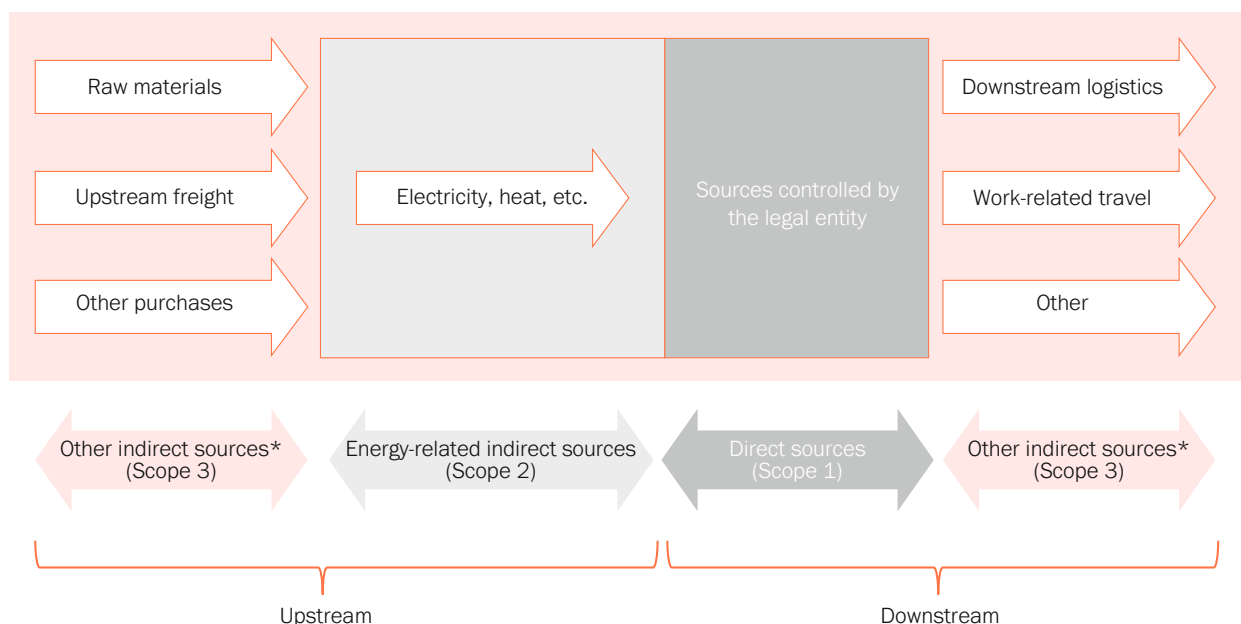 Raw materials
Upstream freight
Other purchases
Electricity, heat, etc.
Sources controlled by
the legal entity
Downstream logistics
Work-related travel
Other
Other indirect sources*
(Scope 3)
Energy-related indirect sources
(Scope 2)
Direct sources
(Scope 1)
Other indirect sources*
(Scope 3)
Upstream
Downstream